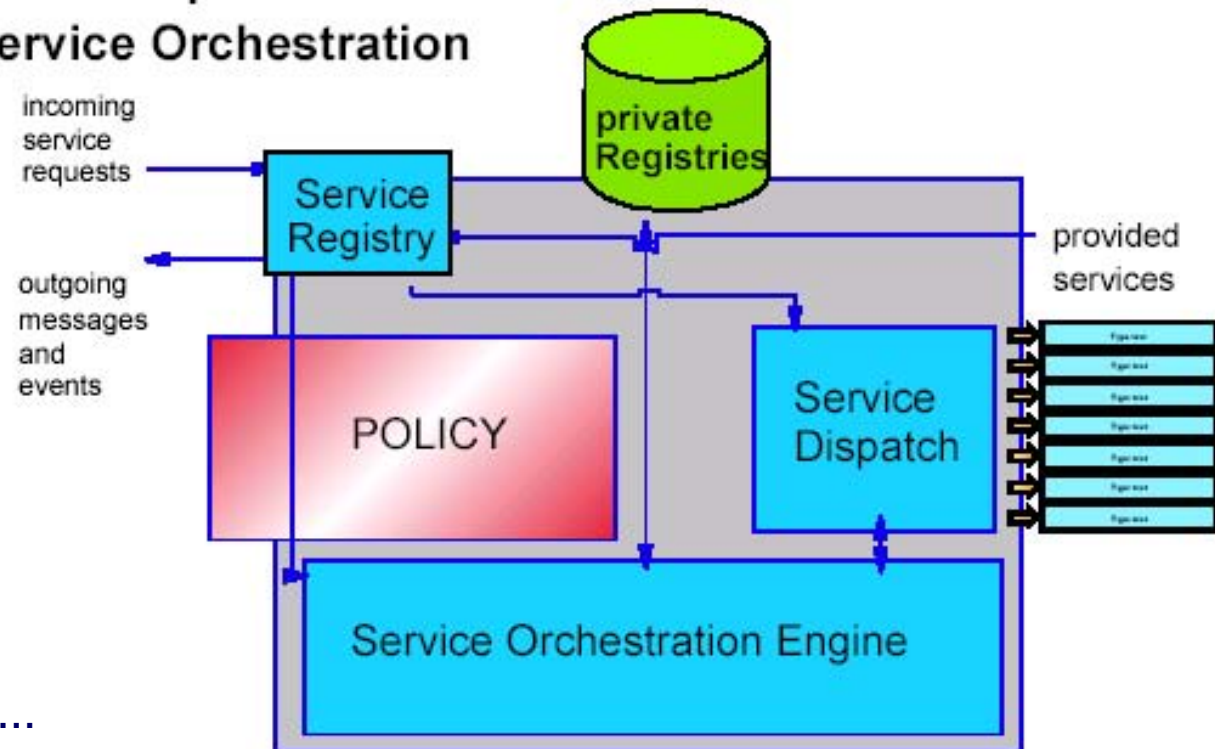 ervice Orchestration
incoming
service
requests
private
Registries
Service
Registry
provided
services
outgoing
messages
and
events
POLICY
Service
Dispatch
Service Orchestration Engine
...